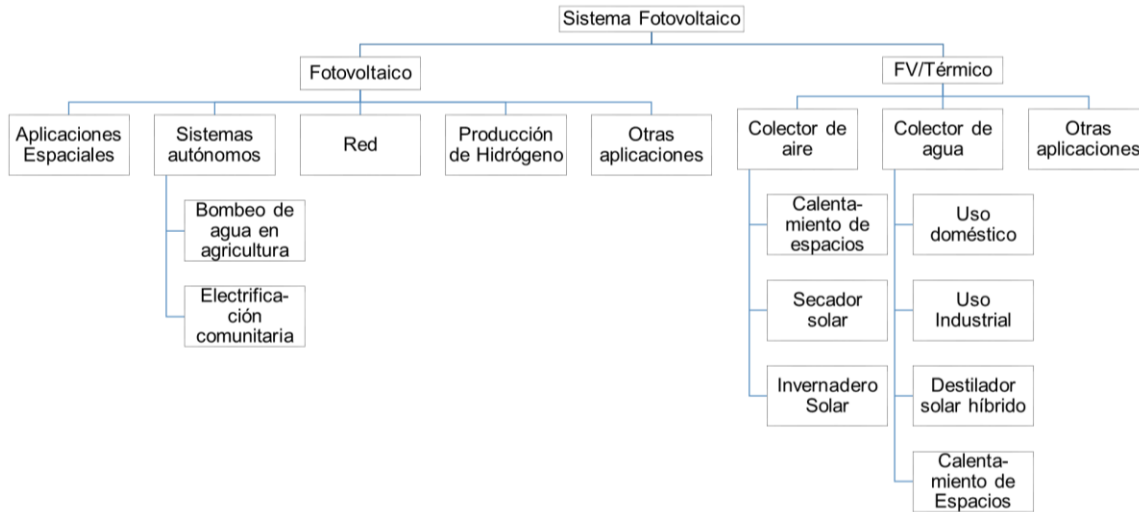 Sistema Fotovoltaico
Fotovoltaico
FV/Térmico
Aplicaciones
Espaciales
Sistemas
autónomos
Red
Producción
de Hidrógeno
Otras
aplicaciones
Colector de
aire
Colector de
agua
Otras
aplicaciones
Bombeo de
agua en
agricultura
Electrifica-
ción
comunitaria
Calenta-
miento de
espacios
Secador
solar
Invernadero
Solar
Uso
doméstico
Uso
Industrial
Destilador
solar híbrido
Calenta-
miento de
Espacios